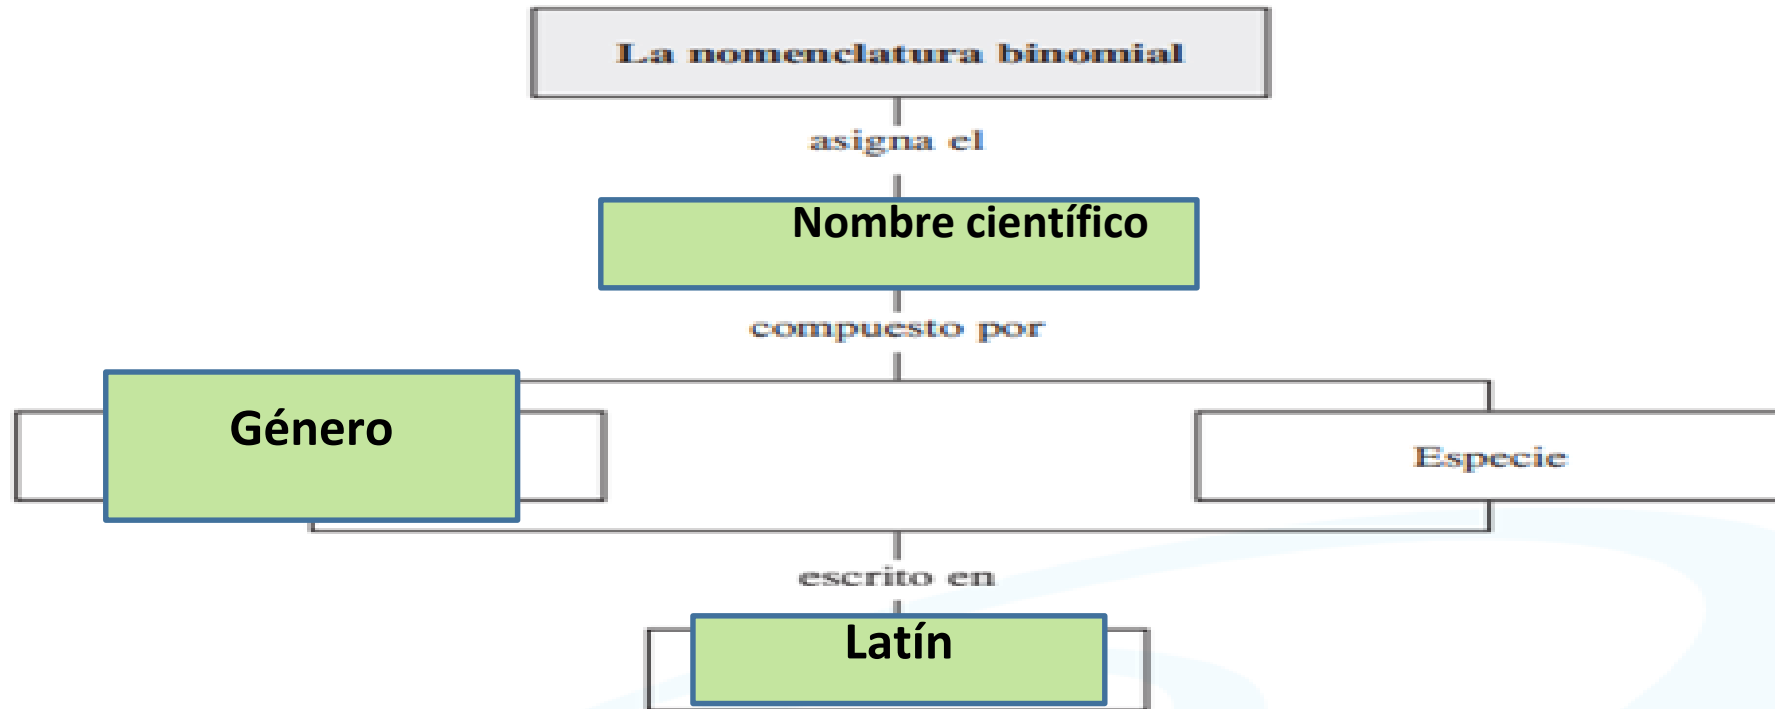 La nomenclatura binomial
asigna el
Nombre científico
compuesto por
Género
Especie
escrito en
Latín